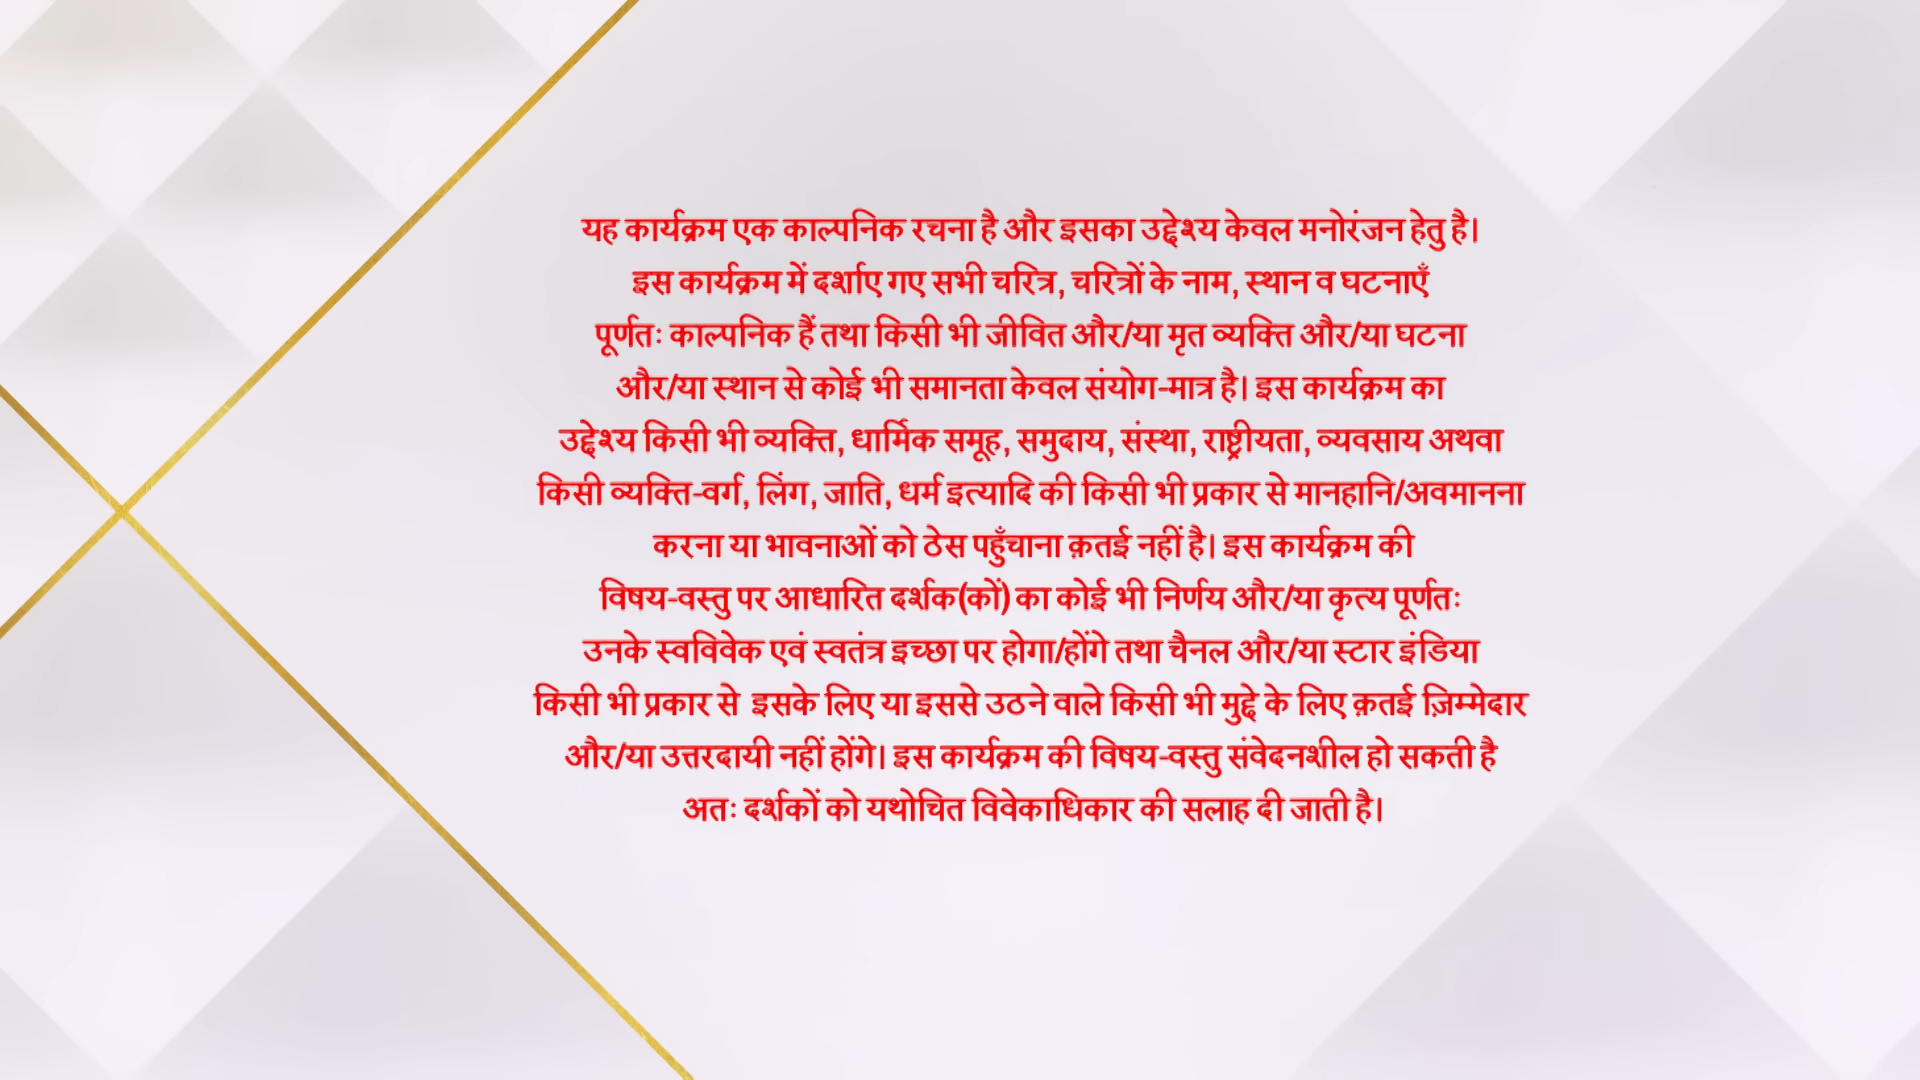 यह कार्यक्रम एक काल्पनिक रचना है और इसका उद्देश्य केवल मनोरंजन हेतु है।
इस कार्यक्रम में दर्शाए गए सभी चरित्र, चरित्रों के नाम, स्थान व घटनाएँ
पूर्णतः काल्पनिक हैं तथा किसी भी जीवित और/या मृत व्यक्ति और/या घटना
और/या स्थान से कोई भी समानता केवल संयोग-मात्र है। इस कार्यक्रम का
उद्देश्य किसी भी व्यक्ति, धार्मिक समूह, समुदाय, संस्था, राष्ट्रीयता, व्यवसाय अथवा
किसी व्यक्ति-वर्ग, लिंग, जाति, धर्म इत्यादि की किसी भी प्रकार से मानहानि/अवमानना
करना या भावनाओं को ठेस पहुँचाना क़तई नहीं है। इस कार्यक्रम की
विषय-वस्तु पर आधारित दर्शक(कों) का कोई भी निर्णय और/या कृत्य पूर्णतः
उनके स्वविवेक एवं स्वतंत्र इच्छा पर होगा/होंगे तथा चैनल और/या स्टार इंडिया
किसी भी प्रकार से इसके लिए या इससे उठने वाले किसी भी मुद्दे के लिए क़तई ज़िम्मेदार
और/या उत्तरदायी नहीं होंगे। इस कार्यक्रम की विषय-वस्तु संवेदनशील हो सकती है
अतः दर्शकों को यथोचित विवेकाधिकार की सलाह दी जाती है।